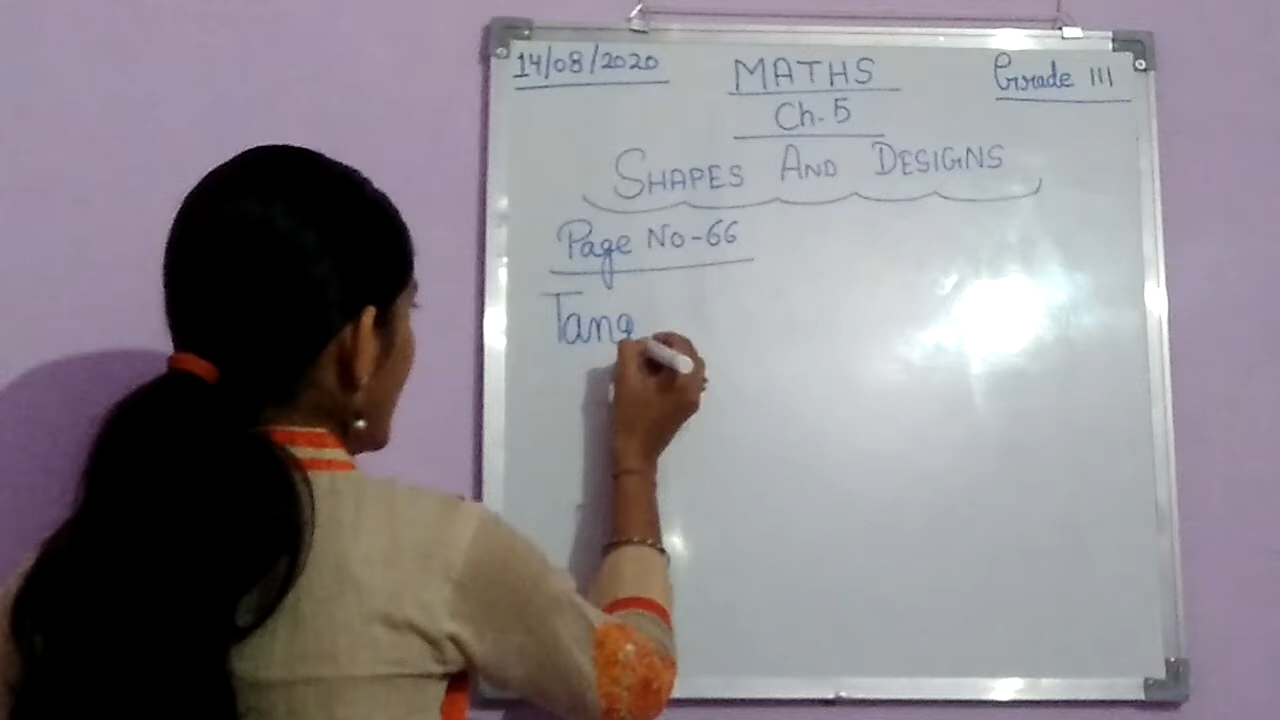 14/08/2020 MATHS Grade III
Ch. 5
SHAPES AND DESIGNS
Page No-66
Tang